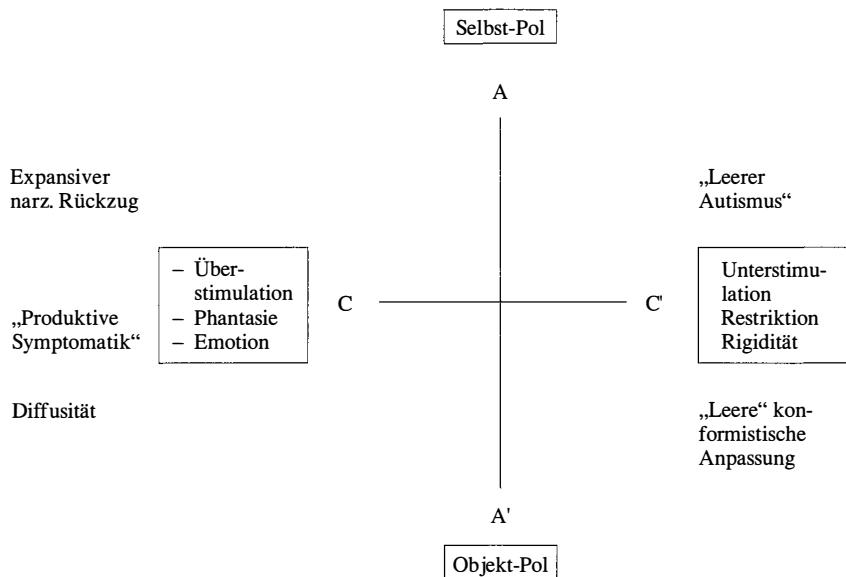 Selbst-Pol
A
Expansiver
narz. Rückzug
„Leerer
Autismus“
– Über-
stimulation
– Phantasie
– Emotion
C
C'
Unterstimu-
lation
Restriktion
Rigidität
„Produktive
Symptomatik“
Diffusität
„Leere“ kon-
formistische
Anpassung
A'
Objekt-Pol